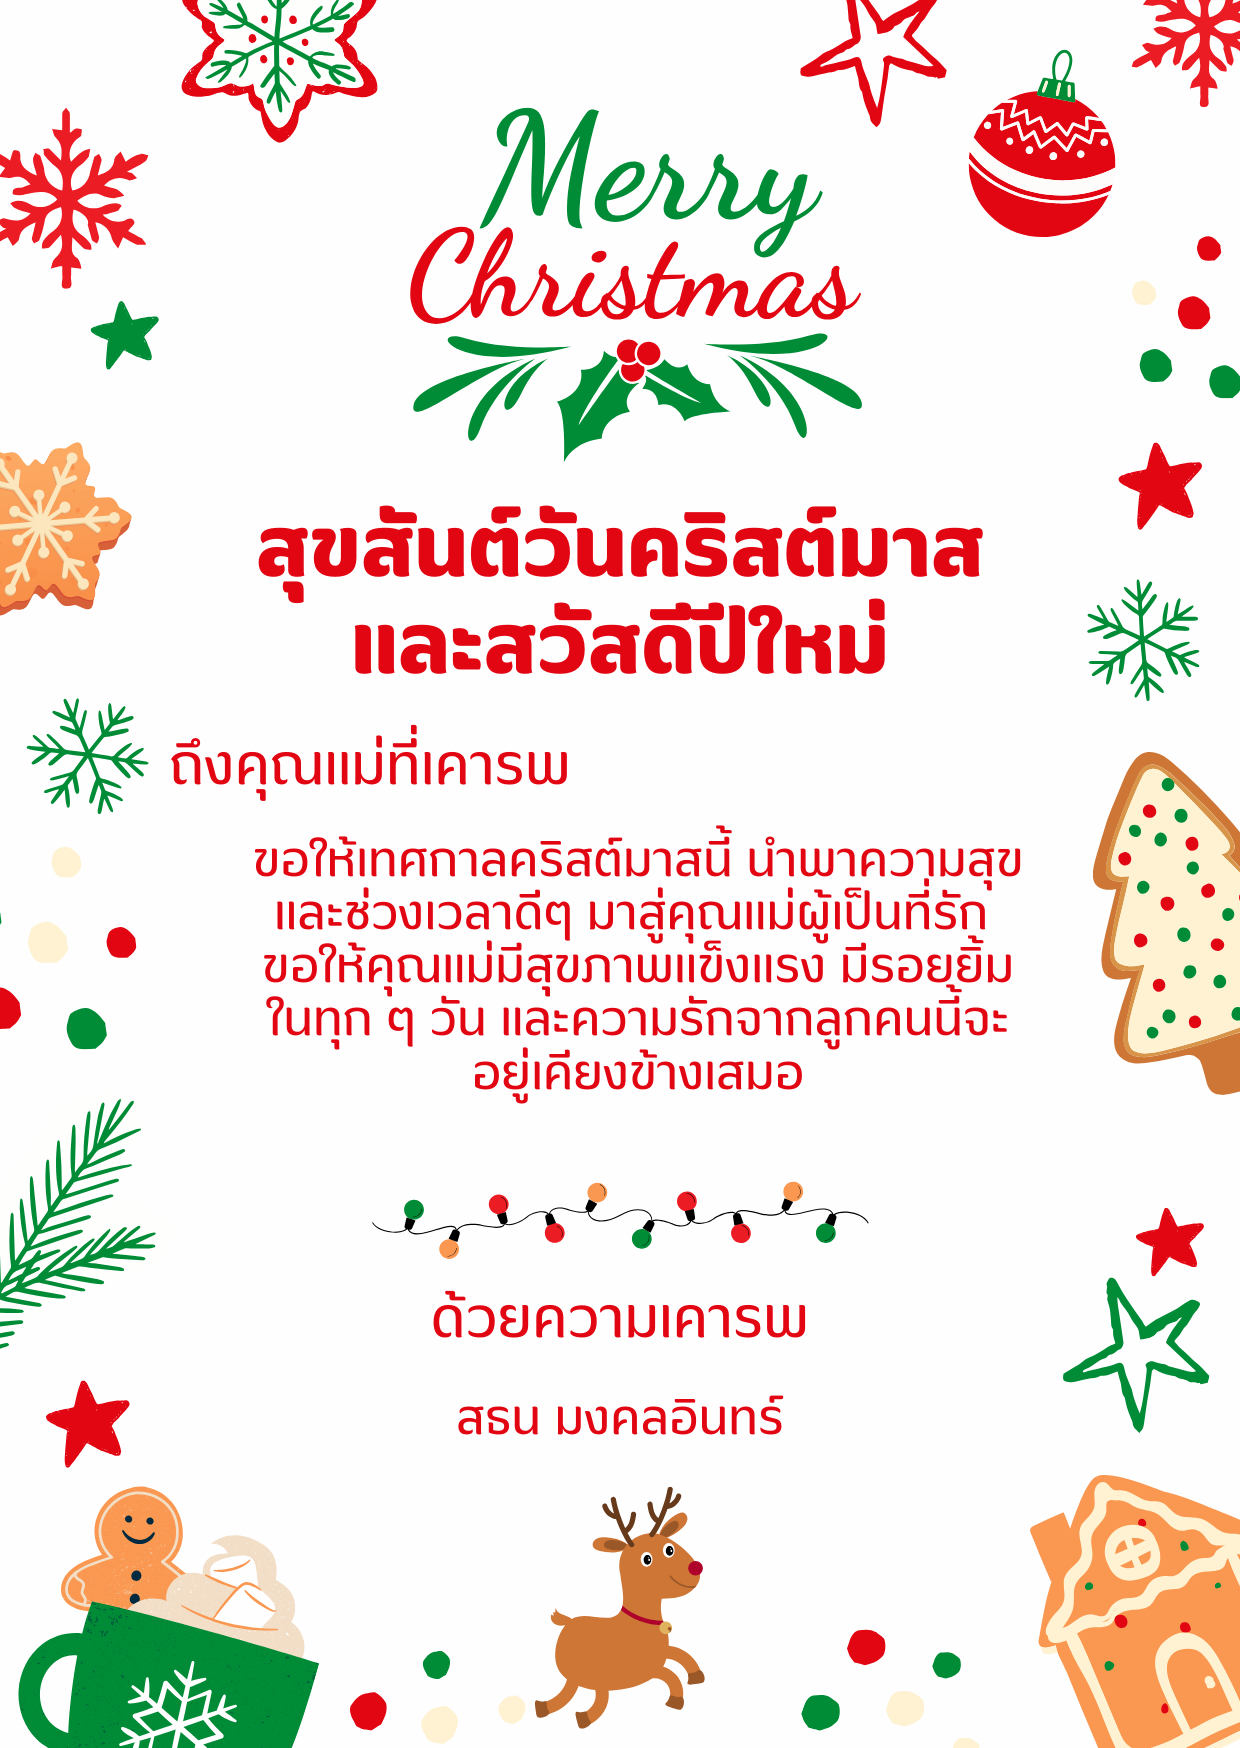 Merry
Christmas
สุขสันต์วันคริสต์มาส
และสวัสดีปีใหม่
ถึงคุณแม่ที่เคารพ
ขอให้เทศกาลคริสต์มาสนี้ นำพาความสุข
และช่วงเวลาดีๆ มาสู่คุณแม่ผู้เป็นที่รัก
ขอให้คุณแม่มีสุขภาพแข็งแรง มีรอยยิ้ม
ในทุก ๆ วัน และความรักจากลูกคนนี้จะ
อยู่เคียงข้างเสมอ
ด้วยความเคารพ
สธน มงคลอินทร์